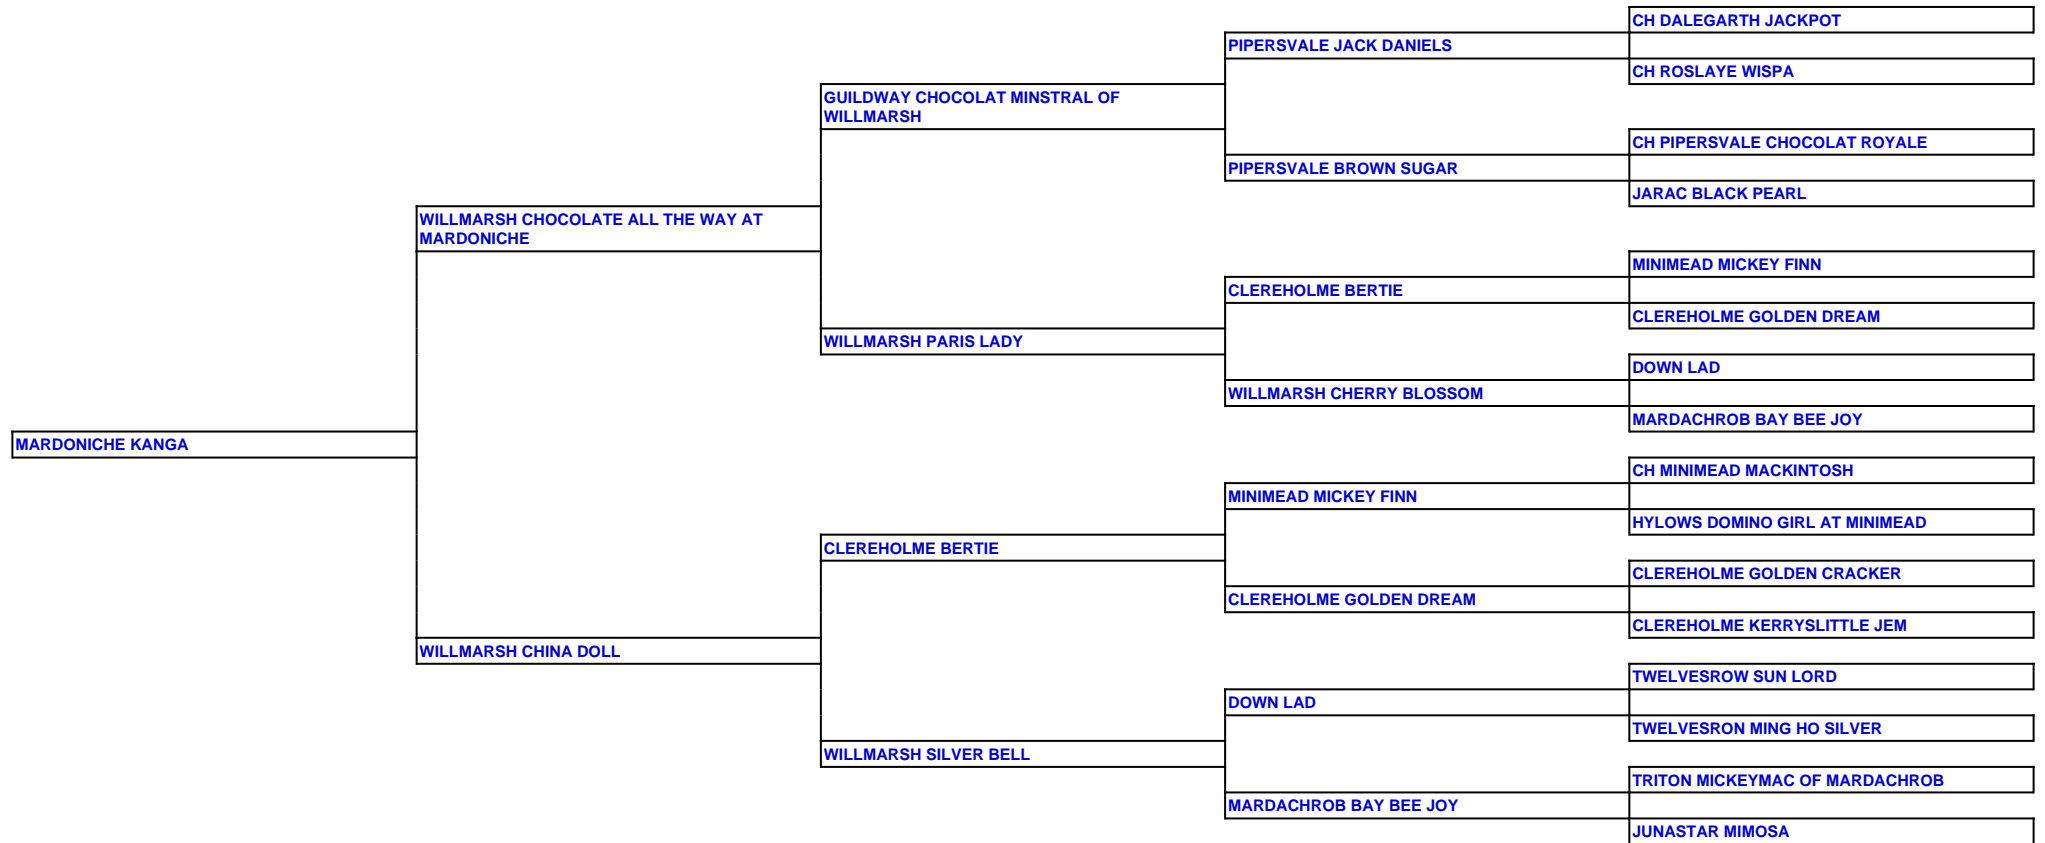 CH DALEGARTH JACKPOT
PIPERSVALE JACK DANIELS
CH ROSLAYE WISPA
GUILDWAY CHOCOLAT MINSTRAL OF
WILLMARSH
CH PIPERSVALE CHOCOLAT ROYALE
PIPERSVALE BROWN SUGAR
JARAC BLACK PEARL
WILLMARSH CHOCOLATE ALL THE WAY AT
MARDONICHE
MINIMEAD MICKEY FINN
CLEREHOLME BERTIE
CLEREHOLME GOLDEN DREAM
WILLMARSH PARIS LADY
DOWN LAD
WILLMARSH CHERRY BLOSSOM
MARDACHROB BAY BEE JOY
MARDONICHE KANGA
CH MINIMEAD MACKINTOSH
MINIMEAD MICKEY FINN
HYLOWS DOMINO GIRL AT MINIMEAD
CLEREHOLME BERTIE
CLEREHOLME GOLDEN CRACKER
CLEREHOLME GOLDEN DREAM
CLEREHOLME KERRYSLITTLE JEM
WILLMARSH CHINA DOLL
TWELVESROW SUN LORD
DOWN LAD
TWELVESRON MING HO SILVER
WILLMARSH SILVER BELL
TRITON MICKEYMAC OF MARDACHROB
MARDACHROB BAY BEE JOY
JUNASTAR MIMOSA